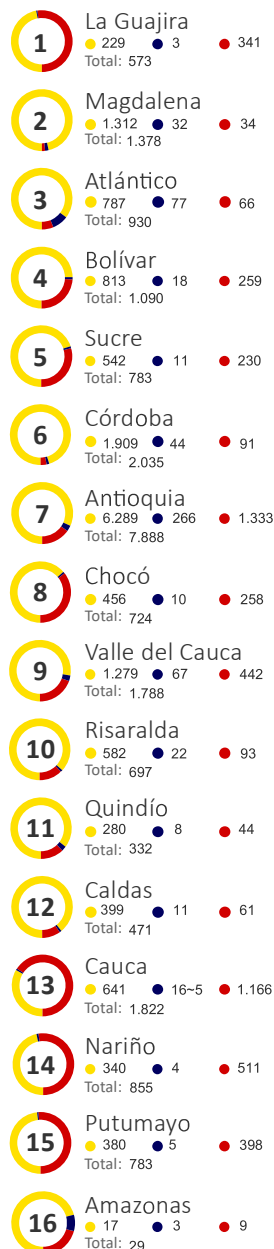 1
La Guajira
229 3 341
Total: 573
2
Magdalena
1.312 32 34
Total: 1.378
3
Atlántico
787 77 66
Total: 930
4
Bolívar
813 18 259
Total: 1.090
5
Sucre
542 11 230
Total: 783
6
Córdoba
1.909 44 91
Total: 2.035
7
Antioquia
6.289 266 1.333
Total: 7.888
8
Chocó
456 10 258
Total: 724
9
Valle del Cauca
1.279 67 442
Total: 1.788
10
Risaralda
582 22 93
Total: 697
11
Quindío
280 8 44
Total: 332
12
Caldas
399 11 61
Total: 471
13
Cauca
641 16~5 1.166
Total: 1.822
14
Nariño
340 4 511
Total: 855
15
Putumayo
380 5 398
Total: 783
16
Amazonas
17 3 9
Total: 29